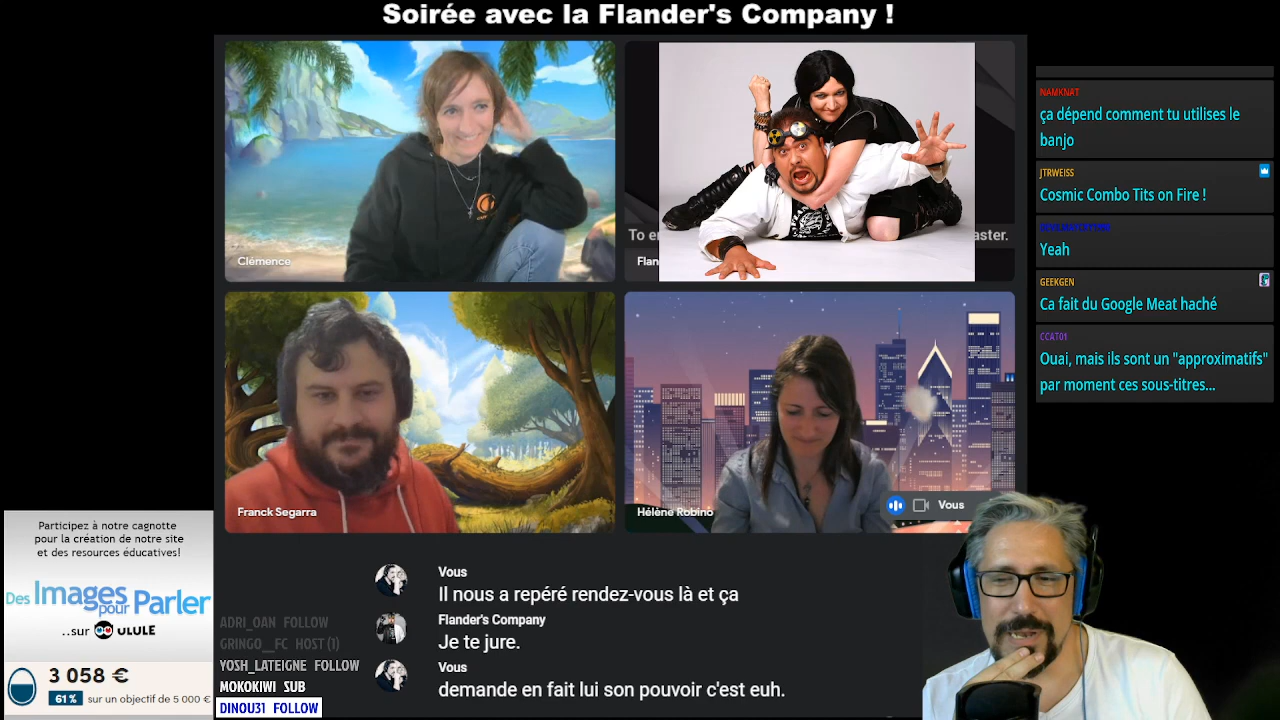 Soirée avec la Flander's Company !
Clémence
To en
aster.
Flan
Franck Segarra
Hélène Robino
Vous
NAMKNAT
ça dépend comment tu utilises le
banjo
JTRWEISS
Cosmic Combo Tits on Fire !
Yeah
GEEKGEN
Ca fait du Google Meat haché
CCAT01
Ouai, mais ils sont un "approximatifs"
par moment ces sous-titres...
Participez à notre cagnotte
pour la création de notre site
et des resources éducatives!
Des Images pour Parler
..sur ULULE
3 058 €
61 % sur un objectif de 5 000 €
ADRI_OAN FOLLOW
GRINGO__FC HOST (1)
YOSH_LATEIGNE FOLLOW
MOKOKIWI SUB
DINOU31 FOLLOW
Vous
Il nous a repéré rendez-vous là et ça
Flander's Company
Je te jure.
Vous
demande en fait lui son pouvoir c'est euh.